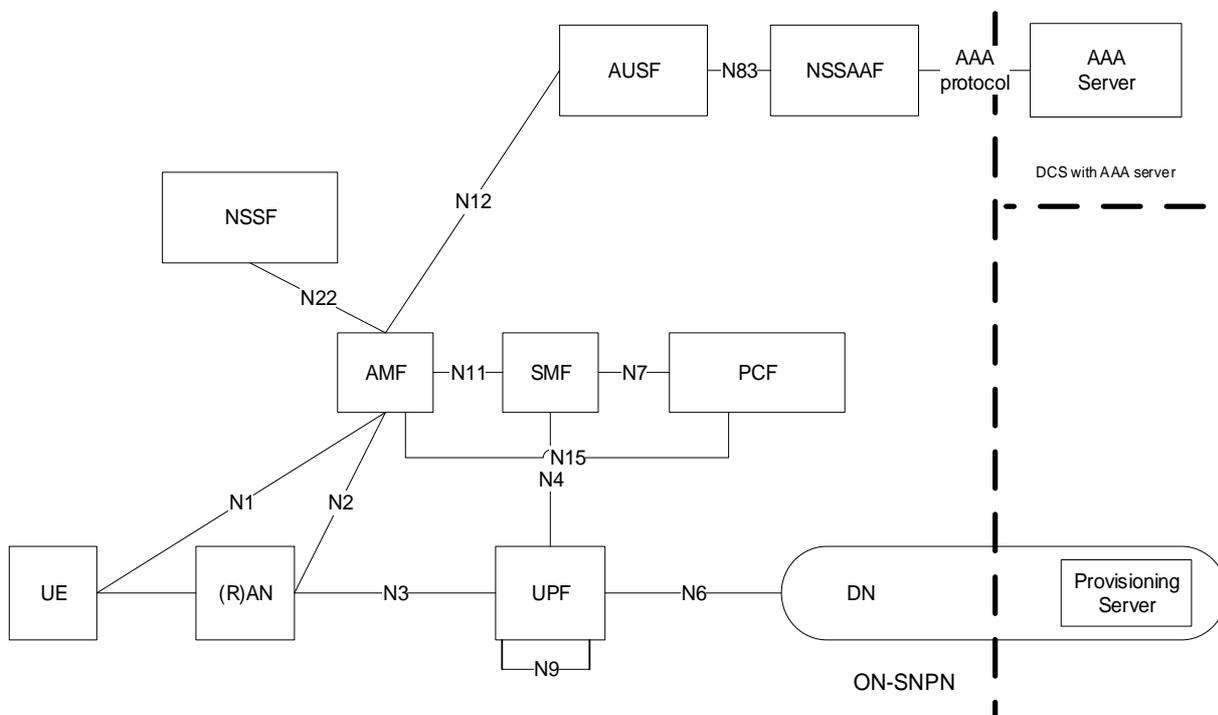 AUSF
N83
NSSAAF
AAA
protocol
AAA
Server
DCS with AAA server
N12
NSSF
N22
AMF
N11
SMF
N7
PCF
N15
N4
N1
N2
UE
(R)AN
N3
UPF
N6
DN
Provisioning
Server
N9
ON-SNPN